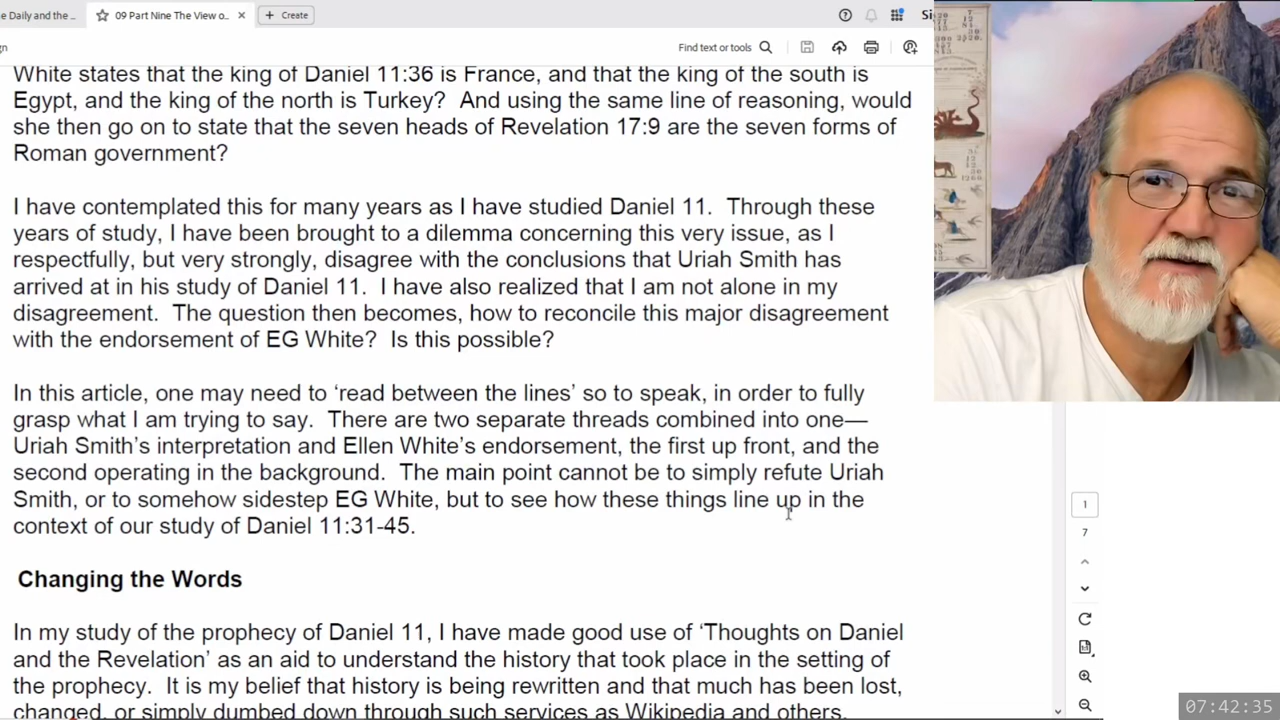 e Daily and the ...
09 Part Nine The View o...
Create
Si
gn
Find text or tools
White states that the king of Daniel 11:36 is France, and that the king of the south is
Egypt, and the king of the north is Turkey?  And using the same line of reasoning, would
she then go on to state that the seven heads of Revelation 17:9 are the seven forms of
Roman government?
I have contemplated this for many years as I have studied Daniel 11.  Through these
years of study, I have been brought to a dilemma concerning this very issue, as I
respectfully, but very strongly, disagree with the conclusions that Uriah Smith has
arrived at in his study of Daniel 11.  I have also realized that I am not alone in my
disagreement.  The question then becomes, how to reconcile this major disagreement
with the endorsement of EG White?  Is this possible?
In this article, one may need to ‘read between the lines’ so to speak, in order to fully
grasp what I am trying to say.  There are two separate threads combined into one—
Uriah Smith’s interpretation and Ellen White’s endorsement, the first up front, and the
second operating in the background.  The main point cannot be to simply refute Uriah
Smith, or to somehow sidestep EG White, but to see how these things line up in the
context of our study of Daniel 11:31-45.
Changing the Words
In my study of the prophecy of Daniel 11, I have made good use of ‘Thoughts on Daniel
and the Revelation’ as an aid to understand the history that took place in the setting of
the prophecy.  It is my belief that history is being rewritten and that much has been lost,
changed, or simply dumbed down through such services as Wikipedia and others.
1
7
07:42:35